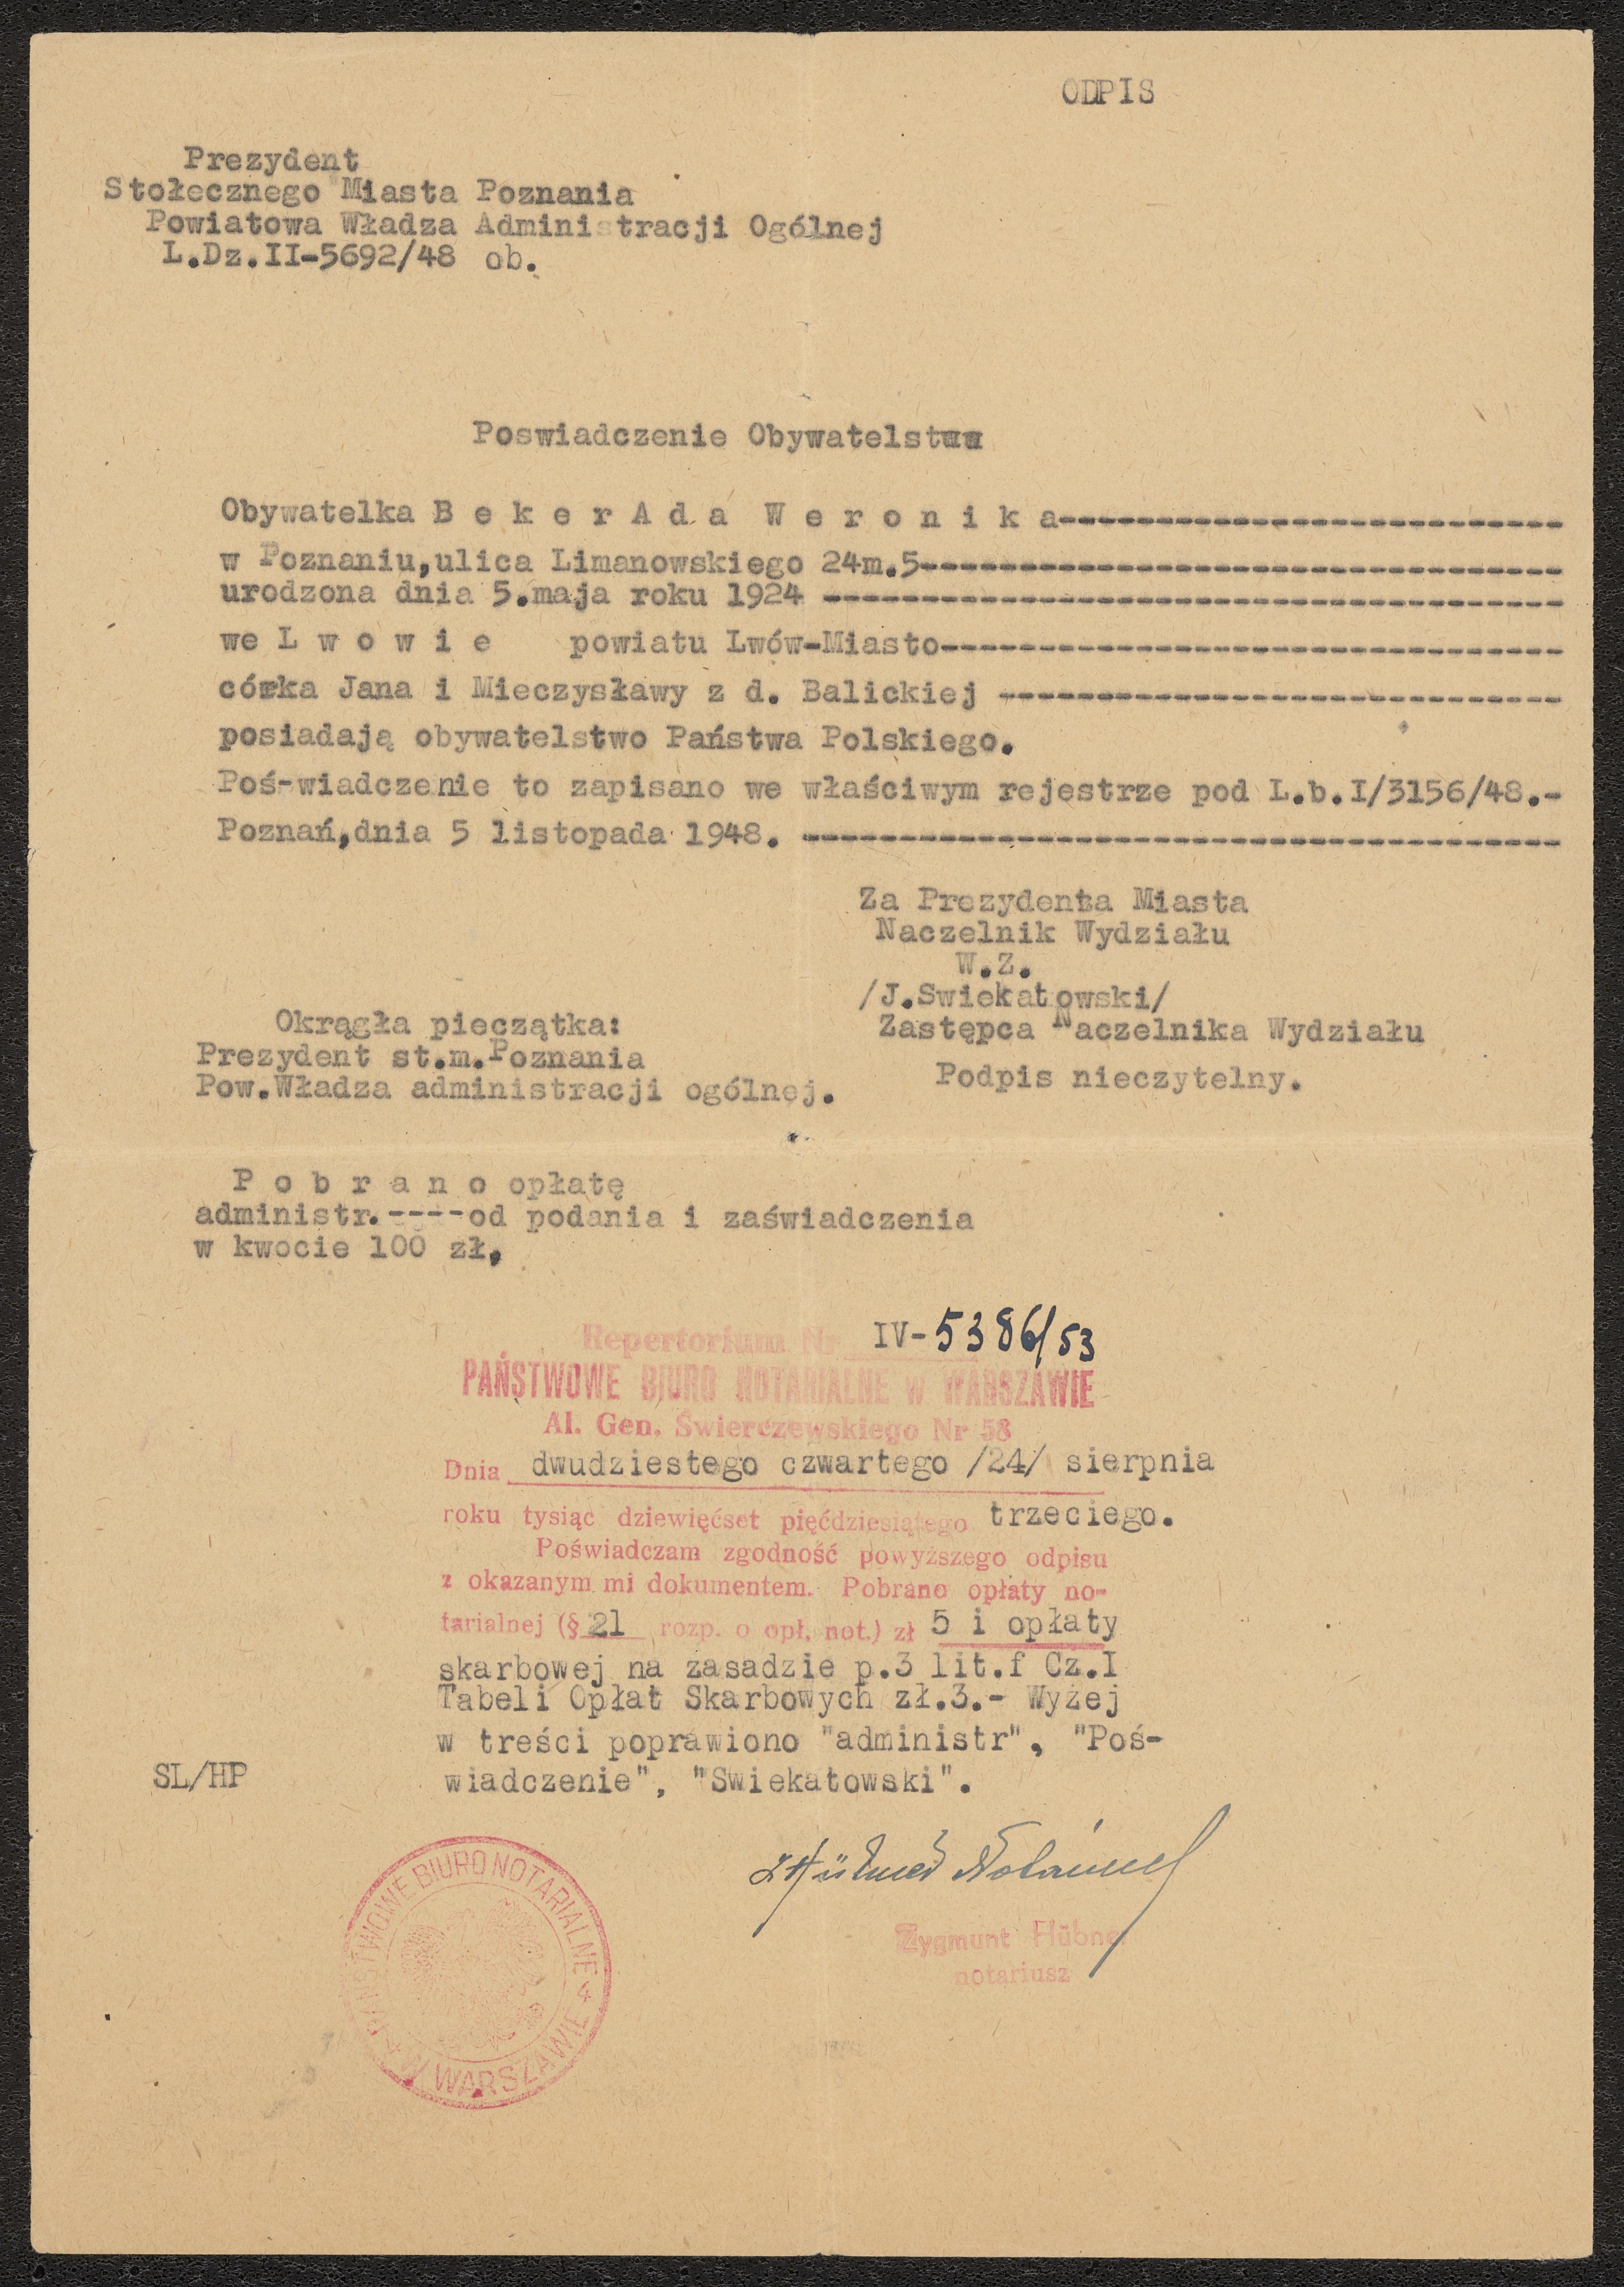 ODPIS
Prezydent
Stołecznego Miasta Poznania
Powiatowa Władza Administracji Ogólnej
L.Dz.II-5692/48 ob.
Poswiadczenie Obywatelstwa
Obywatelka B e k e r A d a W e r o n i k a--------------------------
w Poznaniu,ulica Limanowskiego 24m.5---------------------------------
urodzona dnia 5.maja roku 1924 --------------------------------------
we L w o w i e powiatu Lwów-Miasto--------------------------------
córka Jana i Mieczysławy z d. Balickiej -----------------------------
posiadają obywatelstwo Państwa Polskiego.
Poś-wiadczenie to zapisano we właściwym rejestrze pod L.b.I/3156/48.-
Poznań,dnia 5 listopada 1948. ---------------------------------------
Za Prezydenta Miasta
Naczelnik Wydziału
W.Z.
/J.Swiekatowski/
Zastępca Naczelnika Wydziału
Podpis nieczytelny.
Okrągła pieczątka:
Prezydent st.m.Poznania
Pow.Władza administracji ogólnej.
P o b r a n o opłatę
administr.----od podania i zaświadczenia
w kwocie 100 zł.
Repertorium Nr IV-5386/53
PAŃSTWOWE BIURO NOTARIALNE w WARSZAWIE
Al. Gen. Świerczewskiego Nr 58
Dnia dwudziestego czwartego /24/ sierpnia
roku tysiąc dziewięćset pięćdziesiątego trzeciego.
Poświadczam zgodność powyższego odpisu
z okazanym mi dokumentem. Pobrano opłaty no-
tarialnej (§ 21 rozp. o opł. not.) zł 5 i opłaty
skarbowej na zasadzie p.3 lit.f Cz.I
Tabeli Opłat Skarbowych zł.3.- Wyżej
w treści poprawiono "administr", "Poś-
wiadczenie", "Swiekatowski".
SL/HP
Z Hübner Notariusz
Zygmunt Hübner
notariusz
PAŃSTWOWE BIURO NOTARIALNE 4
W WARSZAWIE